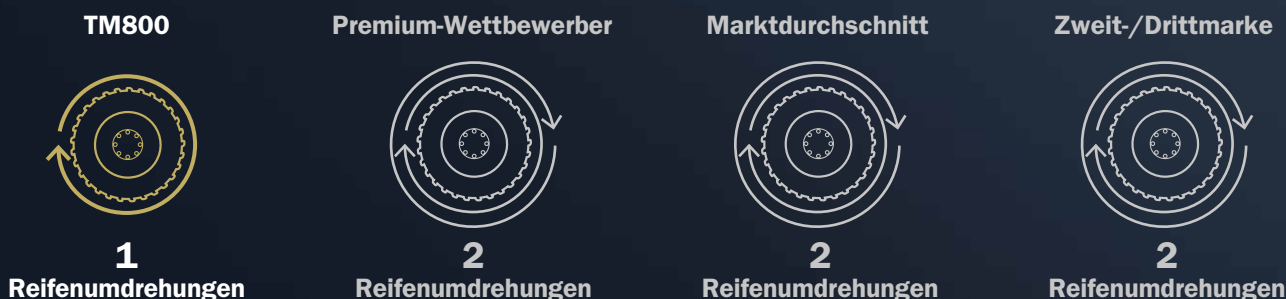 TM800
1
Reifenumdrehungen
Premium-Wettbewerber
2
Reifenumdrehungen
Marktdurchschnitt
2
Reifenumdrehungen
Zweit-/Drittmarke
2
Reifenumdrehungen